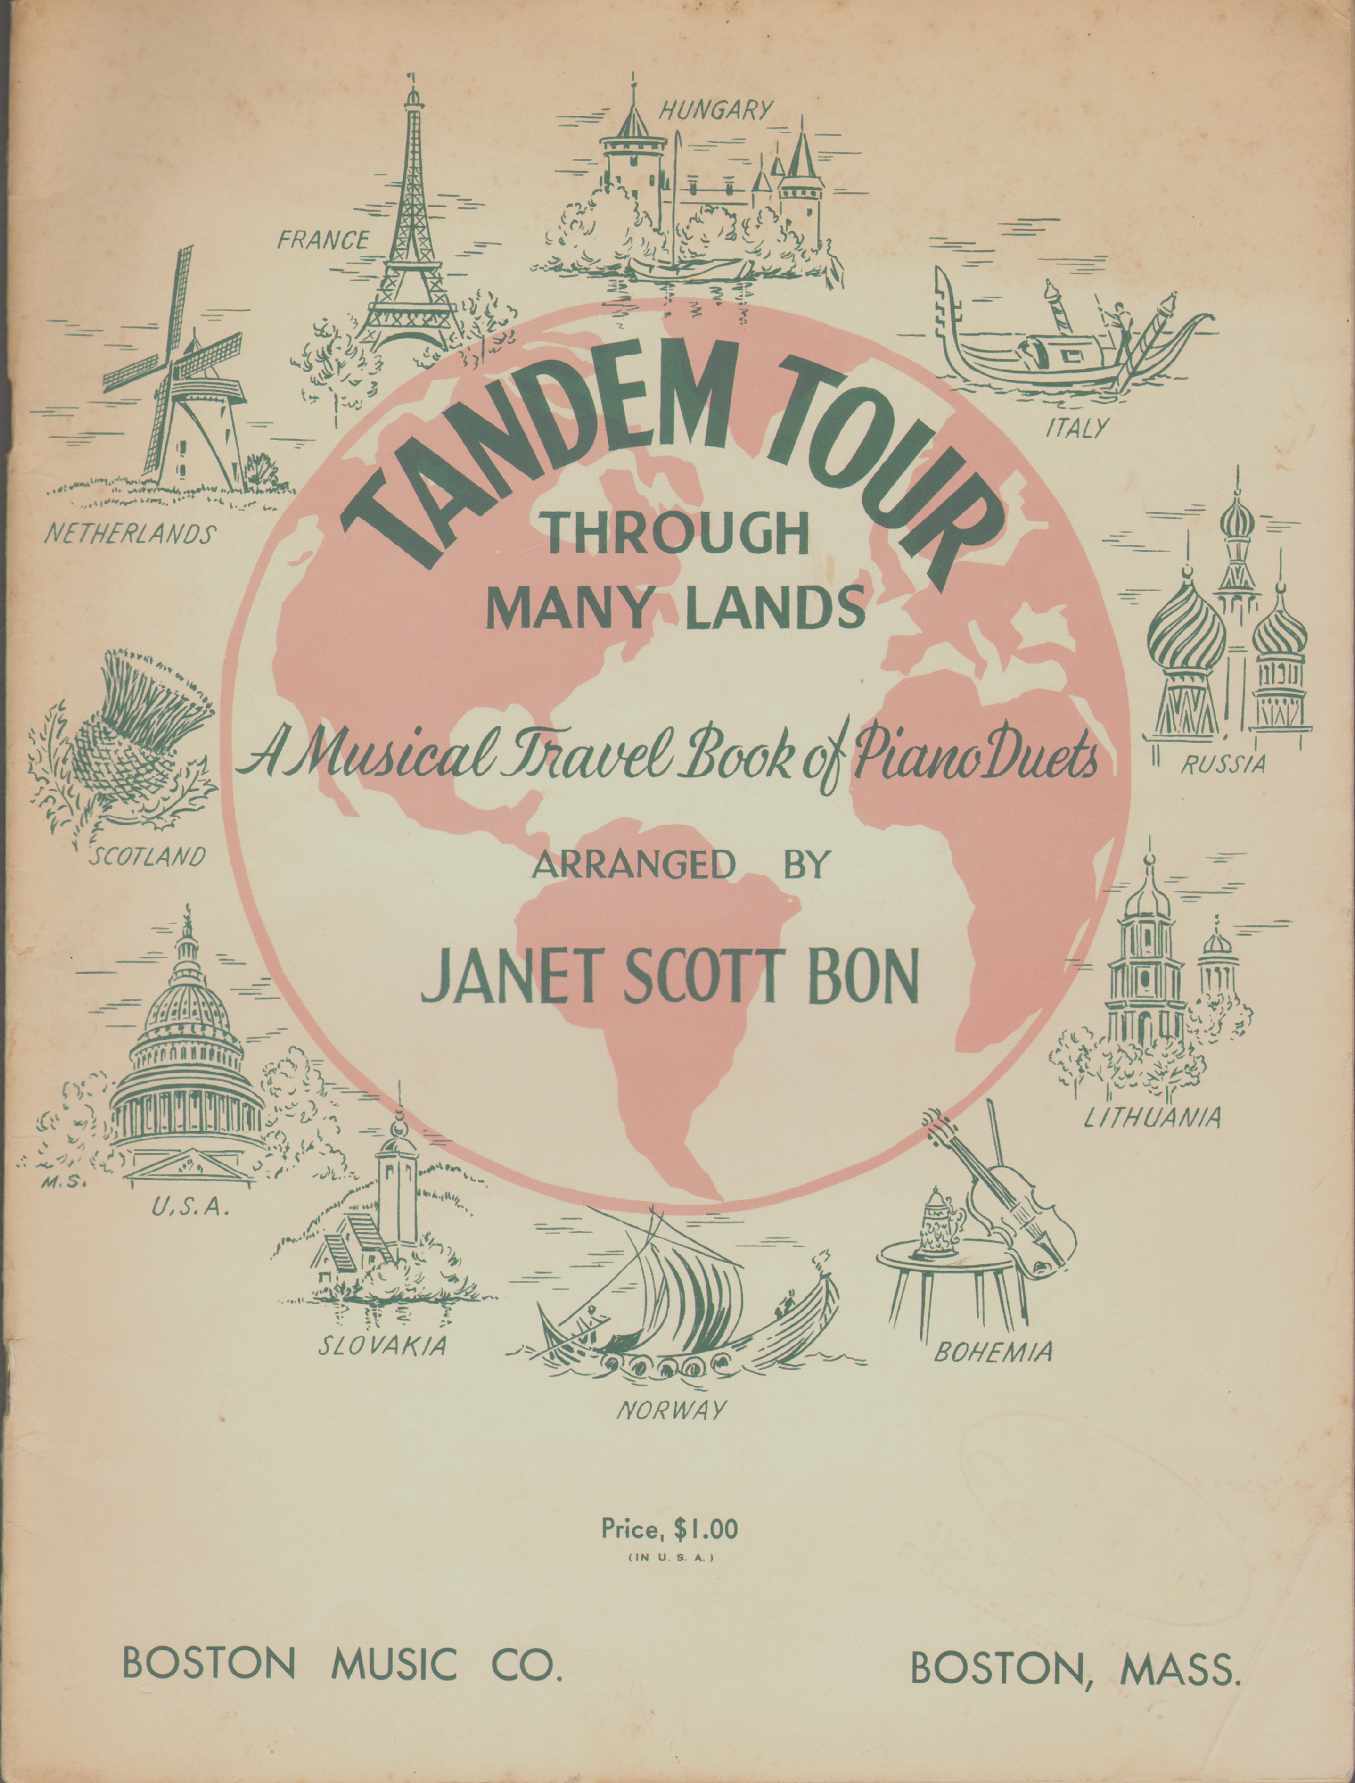 HUNGARY
FRANCE
ITALY
NETHERLANDS
TANDEM TOUR
THROUGH
MANY LANDS
RUSSIA
A Musical Travel Book of Piano Duets
SCOTLAND
ARRANGED BY
JANET SCOTT BON
LITHUANIA
M.S.
U.S.A.
SLOVAKIA
BOHEMIA
NORWAY
Price, $1.00
(IN U. S. A.)
BOSTON MUSIC CO.
BOSTON, MASS.